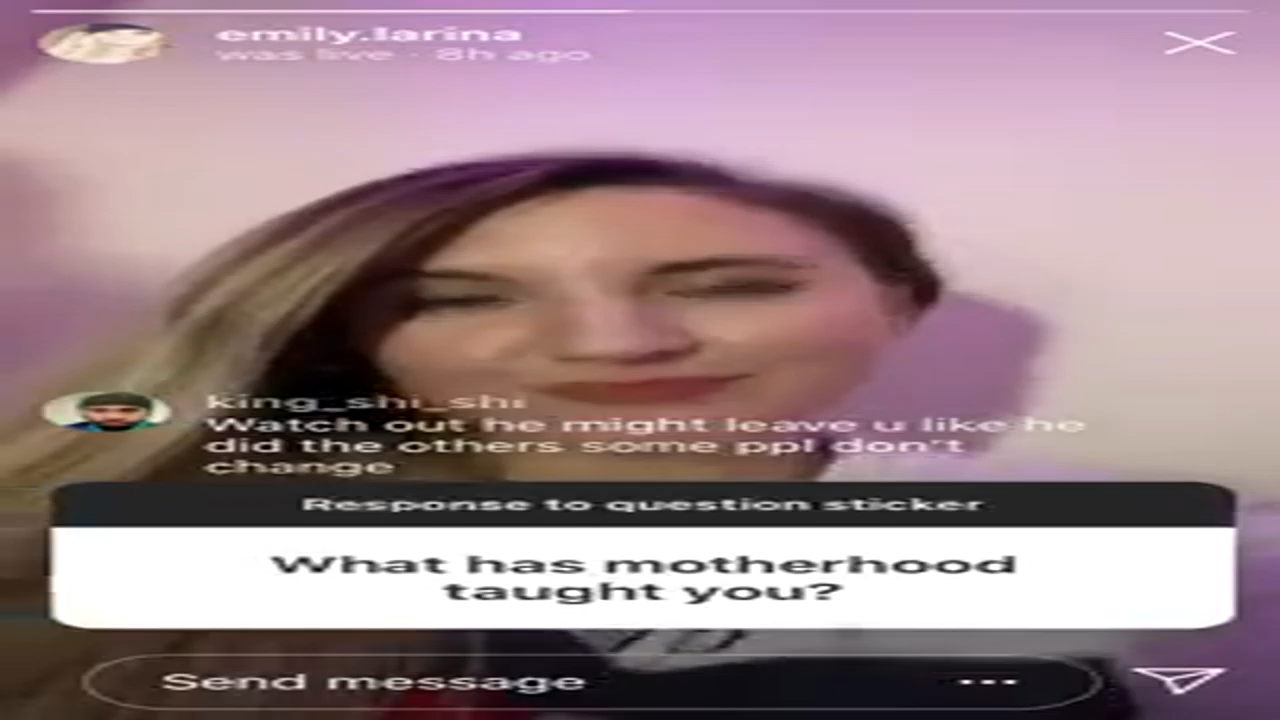 emily.larina
was live · 8h ago
king_shi_shi
Watch out he might leave u like he
did the others some ppl don't
change
Response to question sticker
What has motherhood
taught you?
Send message